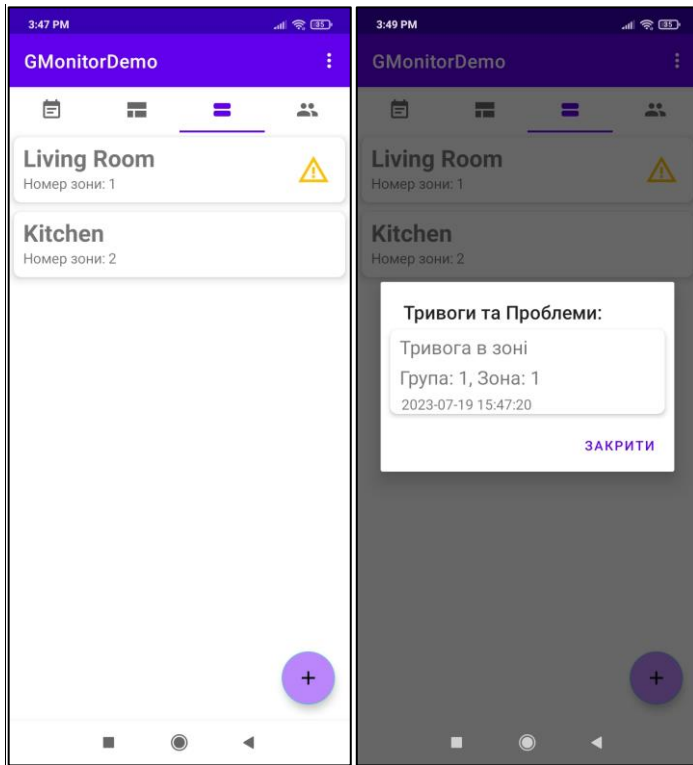 3:47 PM
85
GMonitorDemo
Living Room
Номер зони: 1
Kitchen
Номер зони: 2
3:49 PM
85
GMonitorDemo
Living Room
Номер зони: 1
Kitchen
Номер зони: 2
Тривоги та Проблеми:
Тривога в зоні
Група: 1, Зона: 1
2023-07-19 15:47:20
ЗАКРИТИ